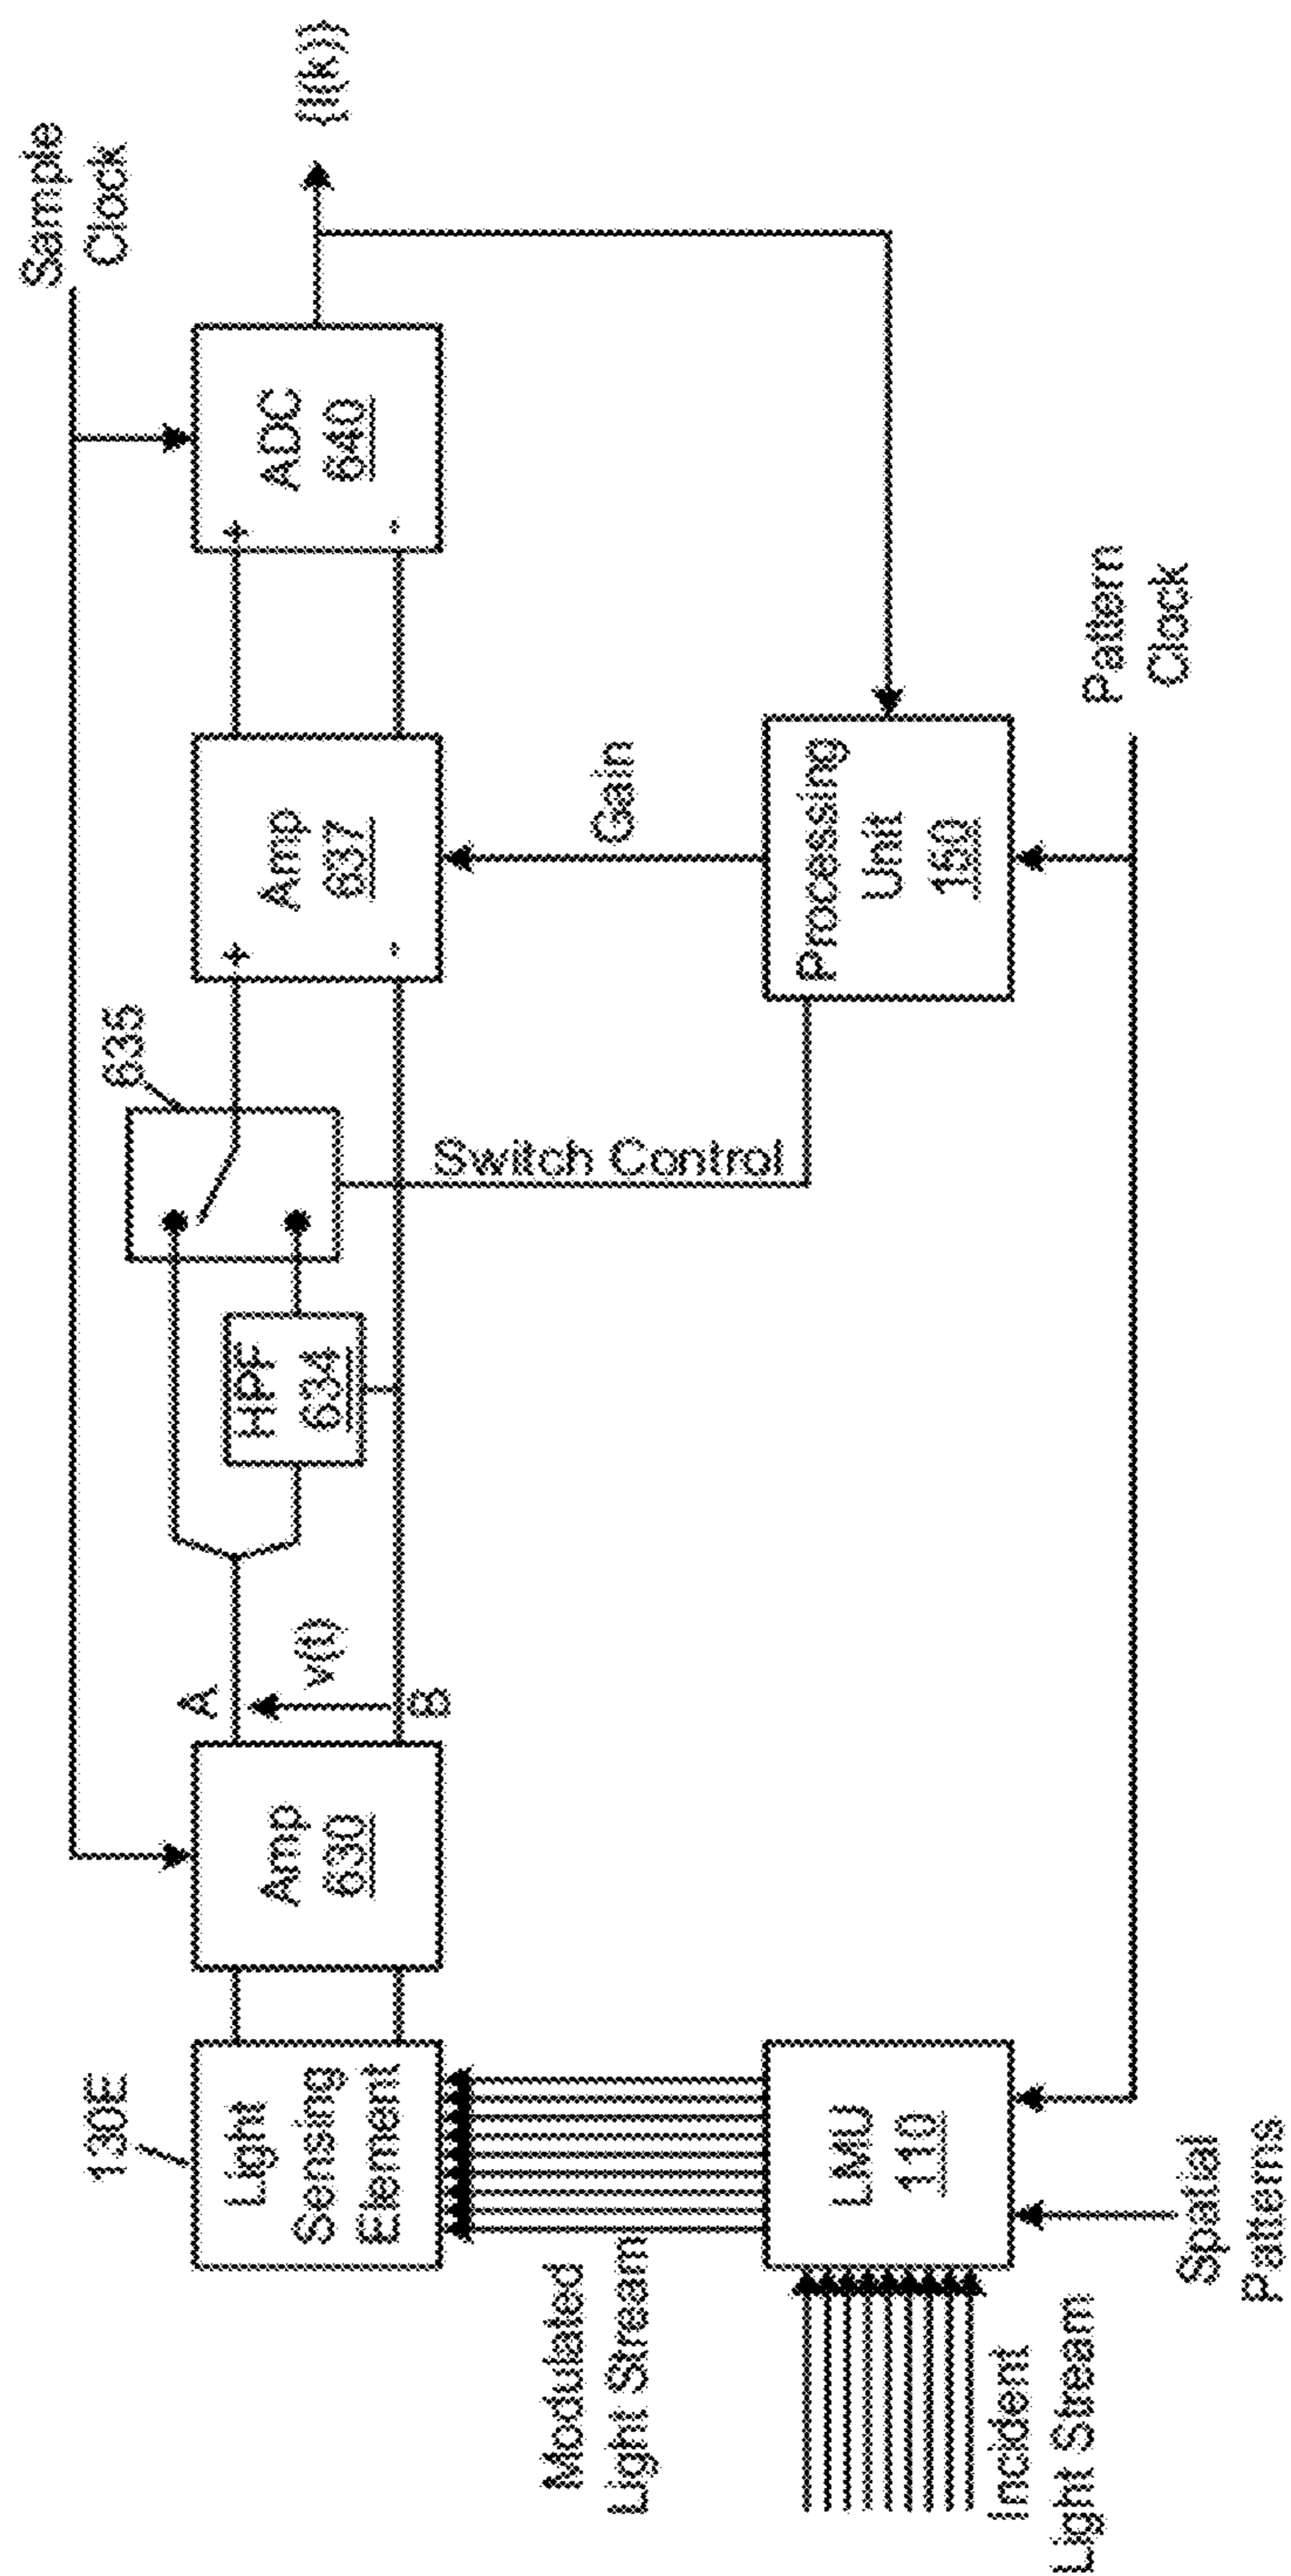 Sample
Clock
{I(k)}
635
ADC
640
+
-
Amp
637
+
-
HPF
634
A
v(t)
B
Amp
630
130E
Light
Sensing
Element
Switch Control
Gain
Processing
Unit
150
Modulated
Light Stream
LMU
110
Pattern
Clock
Incident
Light Stream
Spatial
Patterns